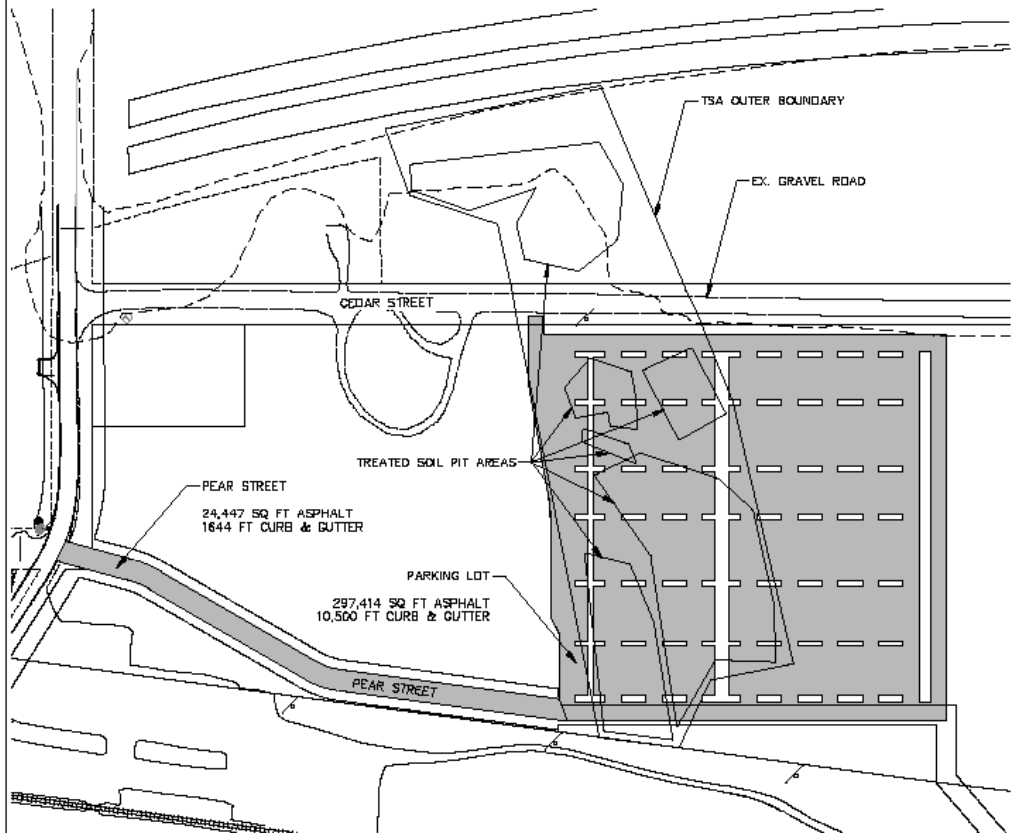 TSA OUTER BOUNDARY
EX. GRAVEL ROAD
CEDAR STREET
TREATED SOIL PIT AREAS
PEAR STREET
24,447 SQ FT ASPHALT
1644 FT CURB & GUTTER
PARKING LOT
297,414 SQ FT ASPHALT
10,500 FT CURB & GUTTER
PEAR STREET